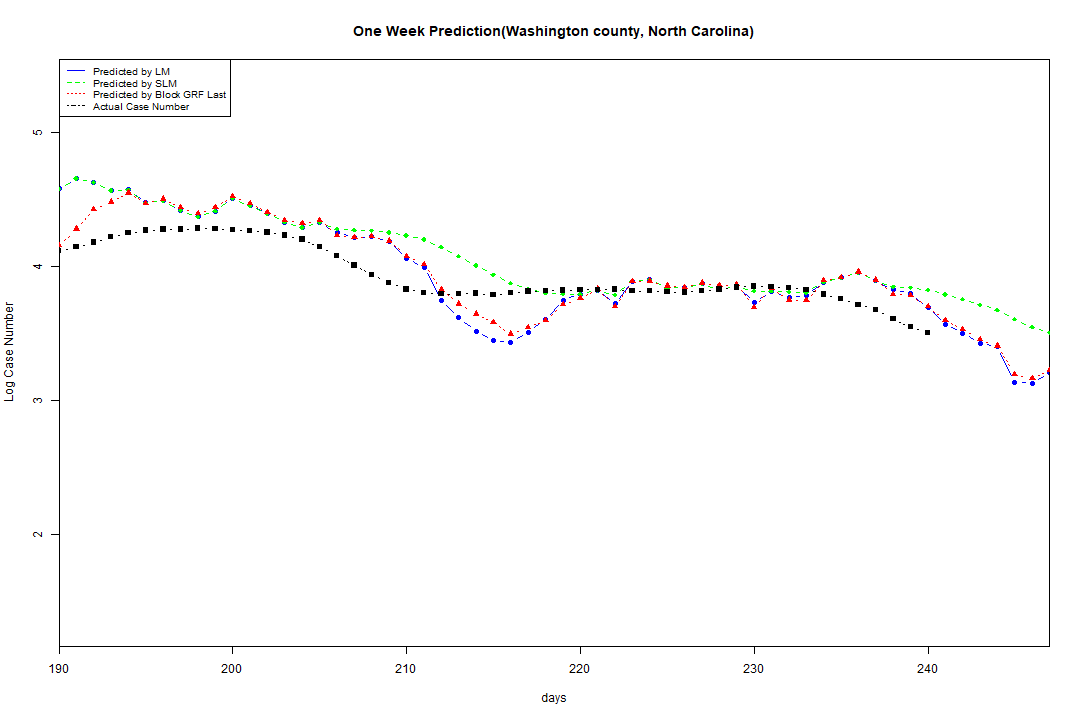 One Week Prediction(Washington county, North Carolina)
Predicted by LM
Predicted by SLM
Predicted by Block GRF Last
Actual Case Number
5
4
3
2
Log Case Number
190 200 210 220 230 240
days